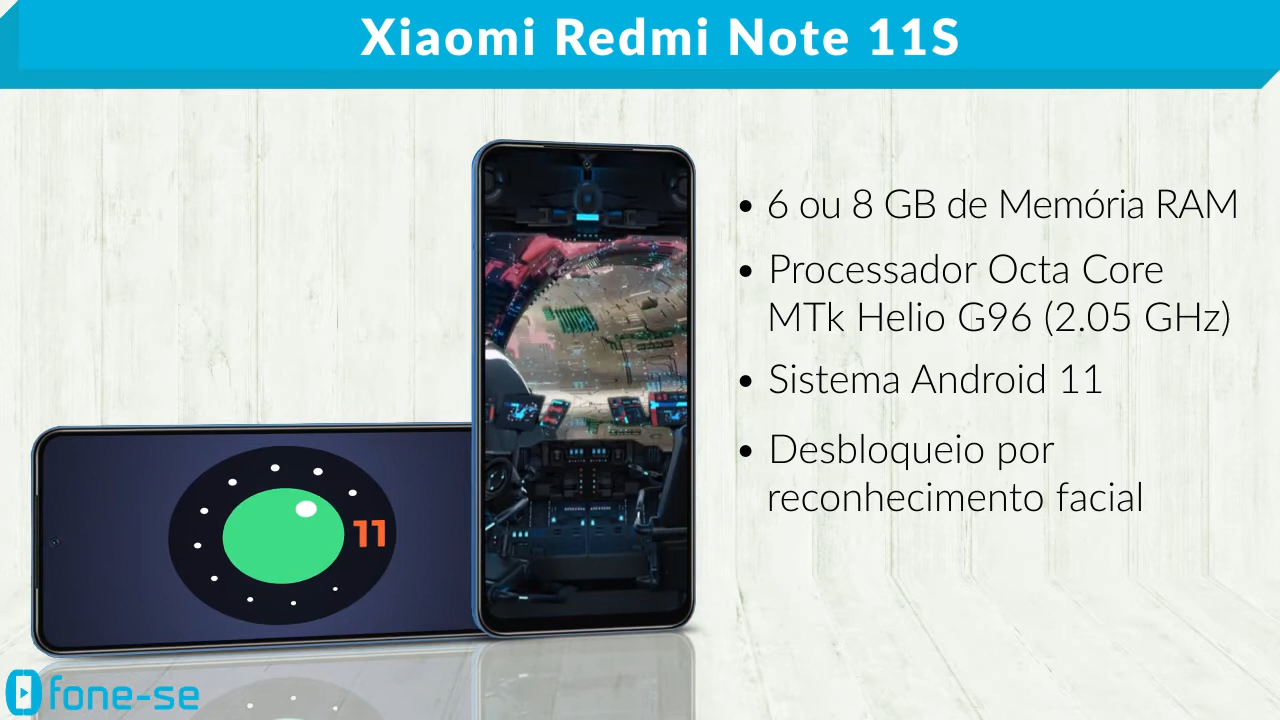 Xiaomi Redmi Note 11S
• 6 ou 8 GB de Memória RAM
• Processador Octa Core
MTk Helio G96 (2.05 GHz)
• Sistema Android 11
• Desbloqueio por
reconhecimento facial
11
fone-se